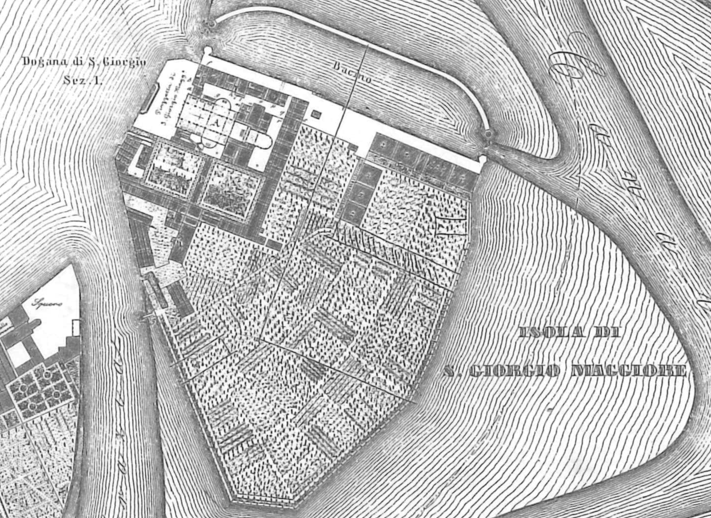 Dogana di S. Giorgio
Sez. I.
Bacino
Squero
ISOLA DI
S. GIORGIO MAGGIORE